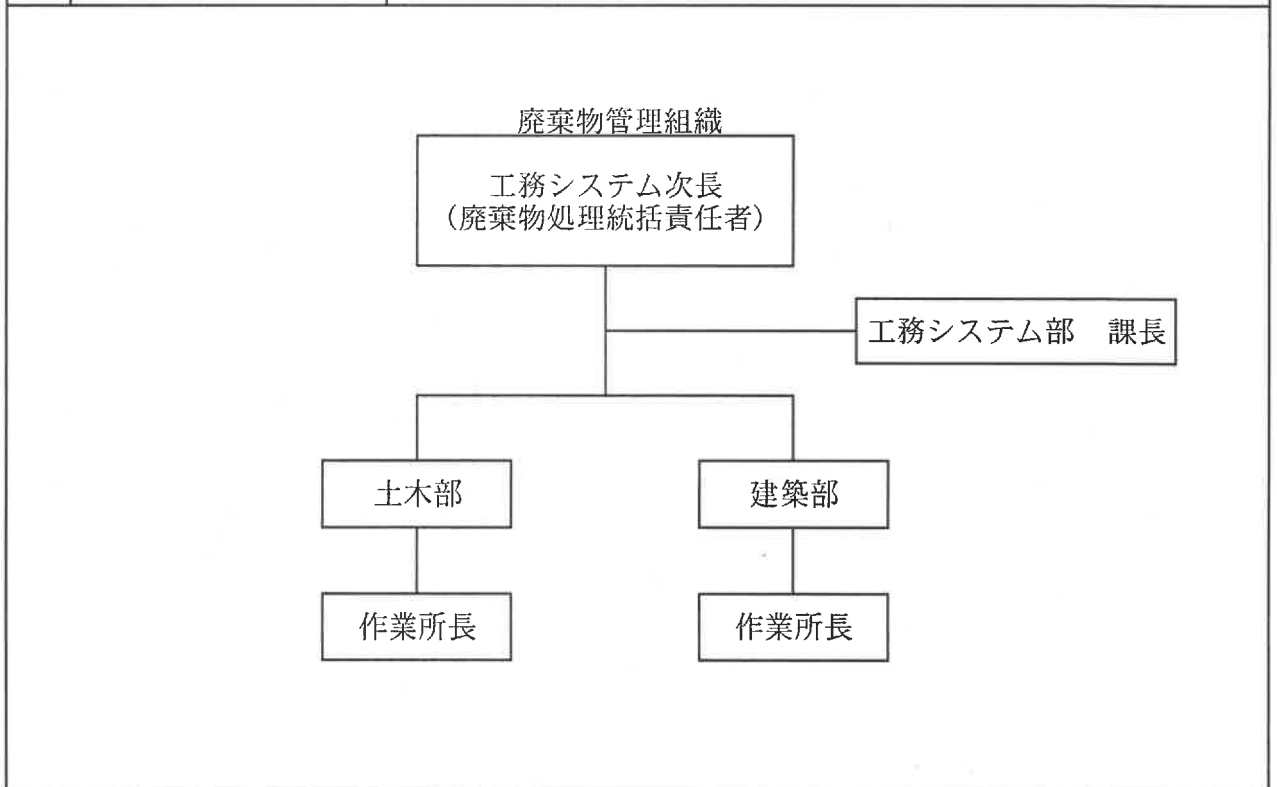 廃棄物管理組織
工務システム次長
（廃棄物処理統括責任者）
工務システム部　課長
土木部
建築部
作業所長
作業所長